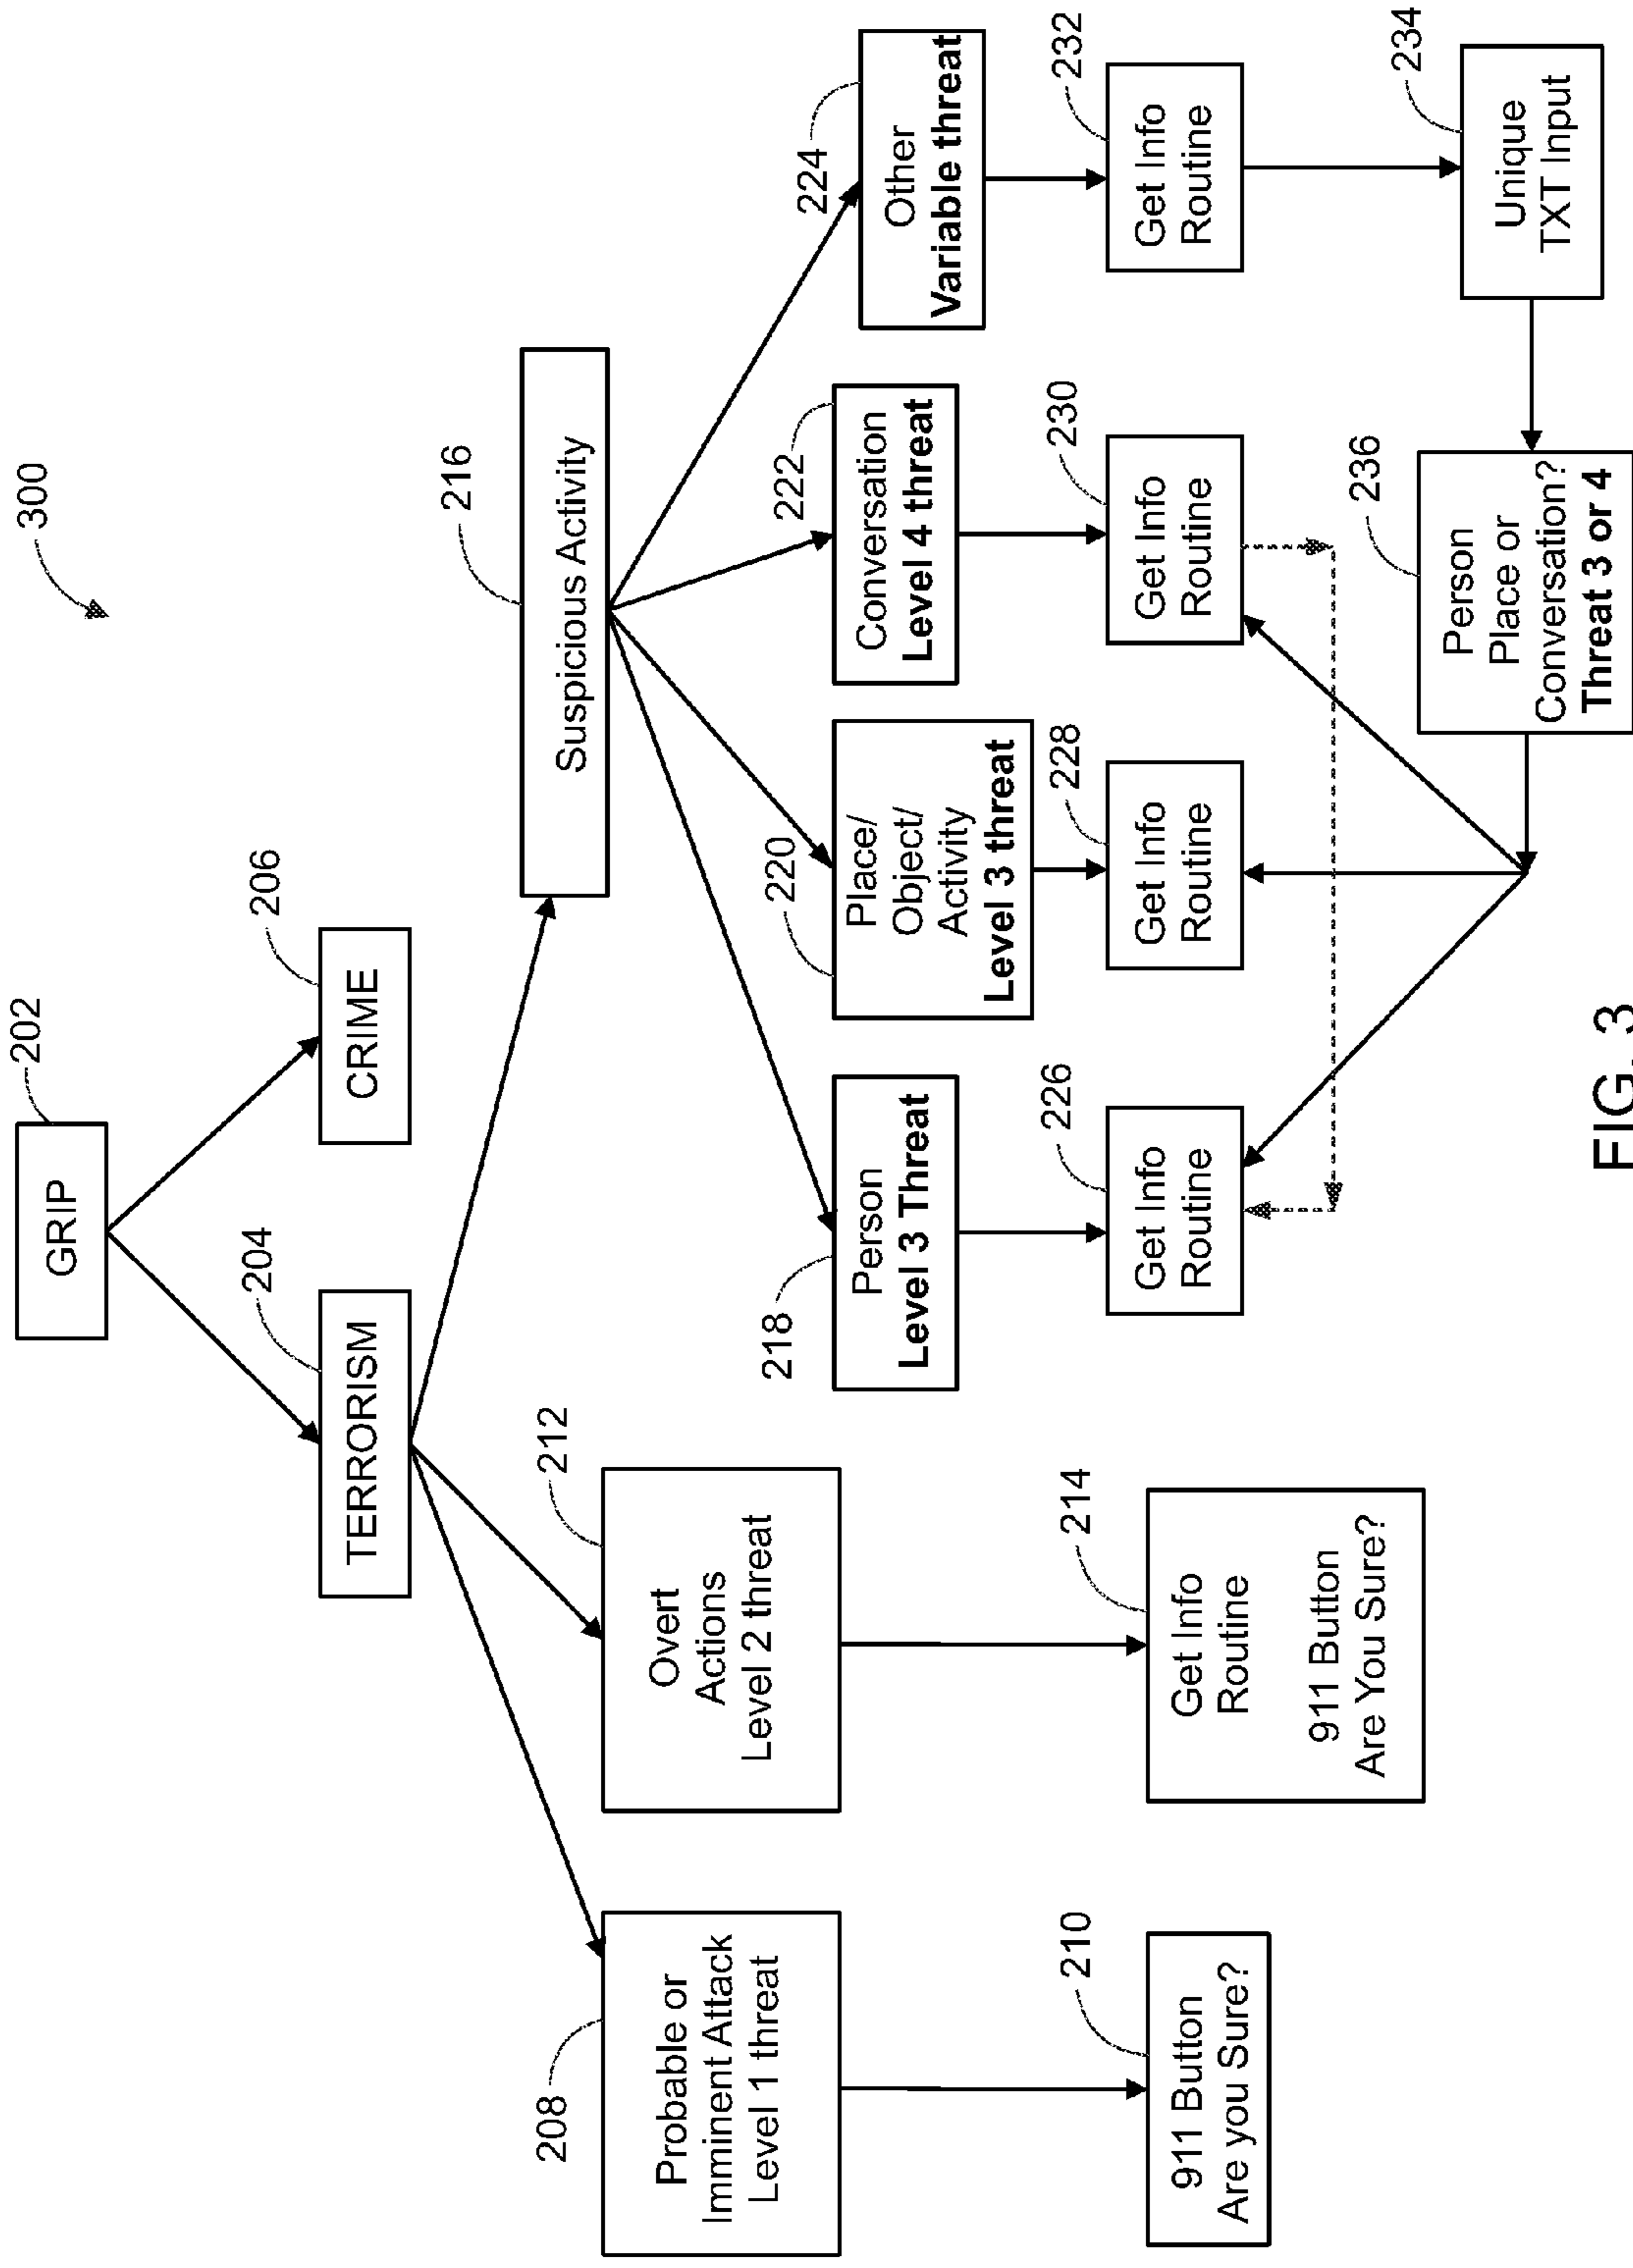 300
202
GRIP
204
TERRORISM
206
CRIME
208
Probable or
Imminent Attack
Level 1 threat
212
Overt
Actions
Level 2 threat
216
Suspicious Activity
210
911 Button
Are you Sure?
214
Get Info
Routine
911 Button
Are You Sure?
218
Person
Level 3 Threat
220
Place/
Object/
Activity
Level 3 threat
222
Conversation
Level 4 threat
224
Other
Variable threat
226
Get Info
Routine
228
Get Info
Routine
230
Get Info
Routine
232
Get Info
Routine
234
Unique
TXT Input
236
Person
Place or
Conversation?
Threat 3 or 4
FIG. 3